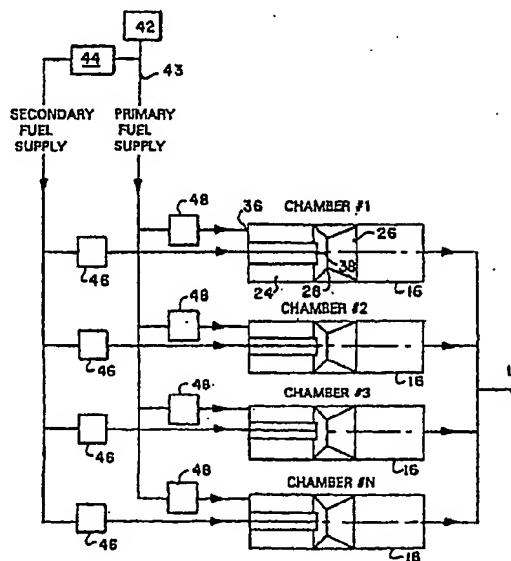 42
44
43
SECONDARY
FUEL
SUPPLY
PRIMARY
FUEL
SUPPLY
48
36
CHAMBER #1
26
46
24
28
38
16
CHAMBER #2
48
46
16
CHAMBER #3
48
46
16
CHAMBER #N
48
46
16